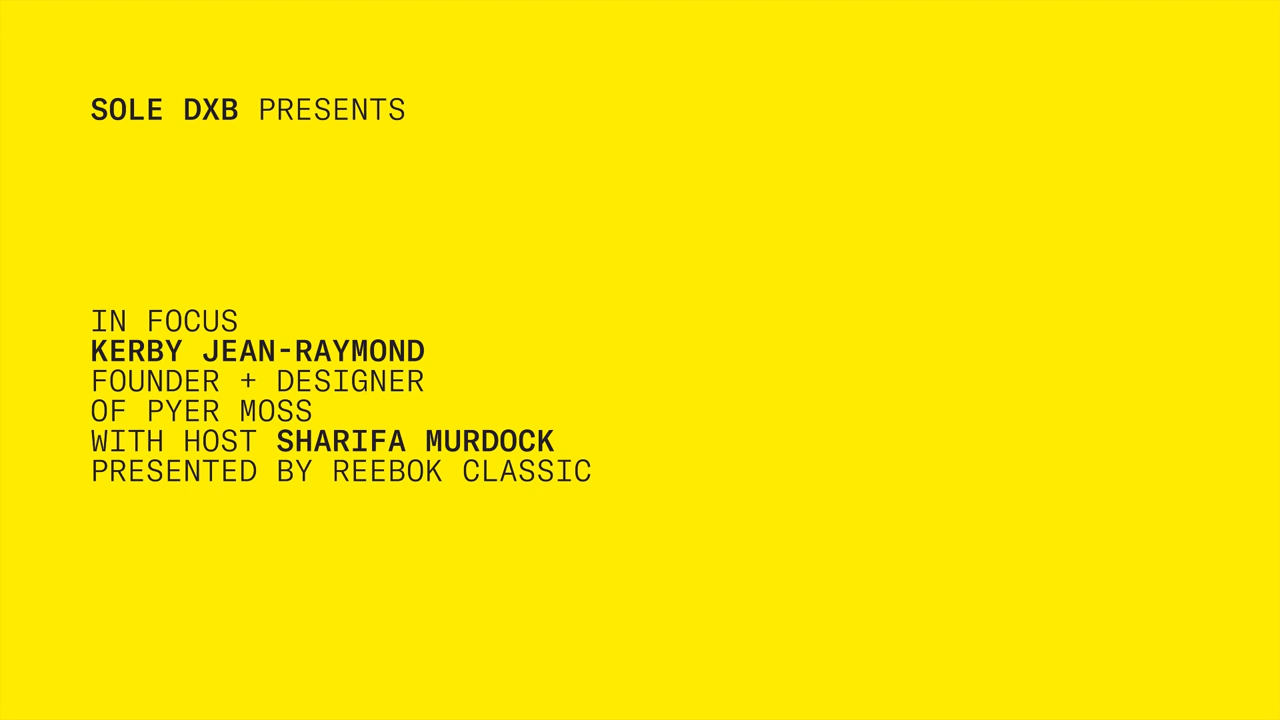 SOLE DXB PRESENTS
IN FOCUS
KERBY JEAN-RAYMOND
FOUNDER + DESIGNER
OF PYER MOSS
WITH HOST SHARIFA MURDOCK
PRESENTED BY REEBOK CLASSIC